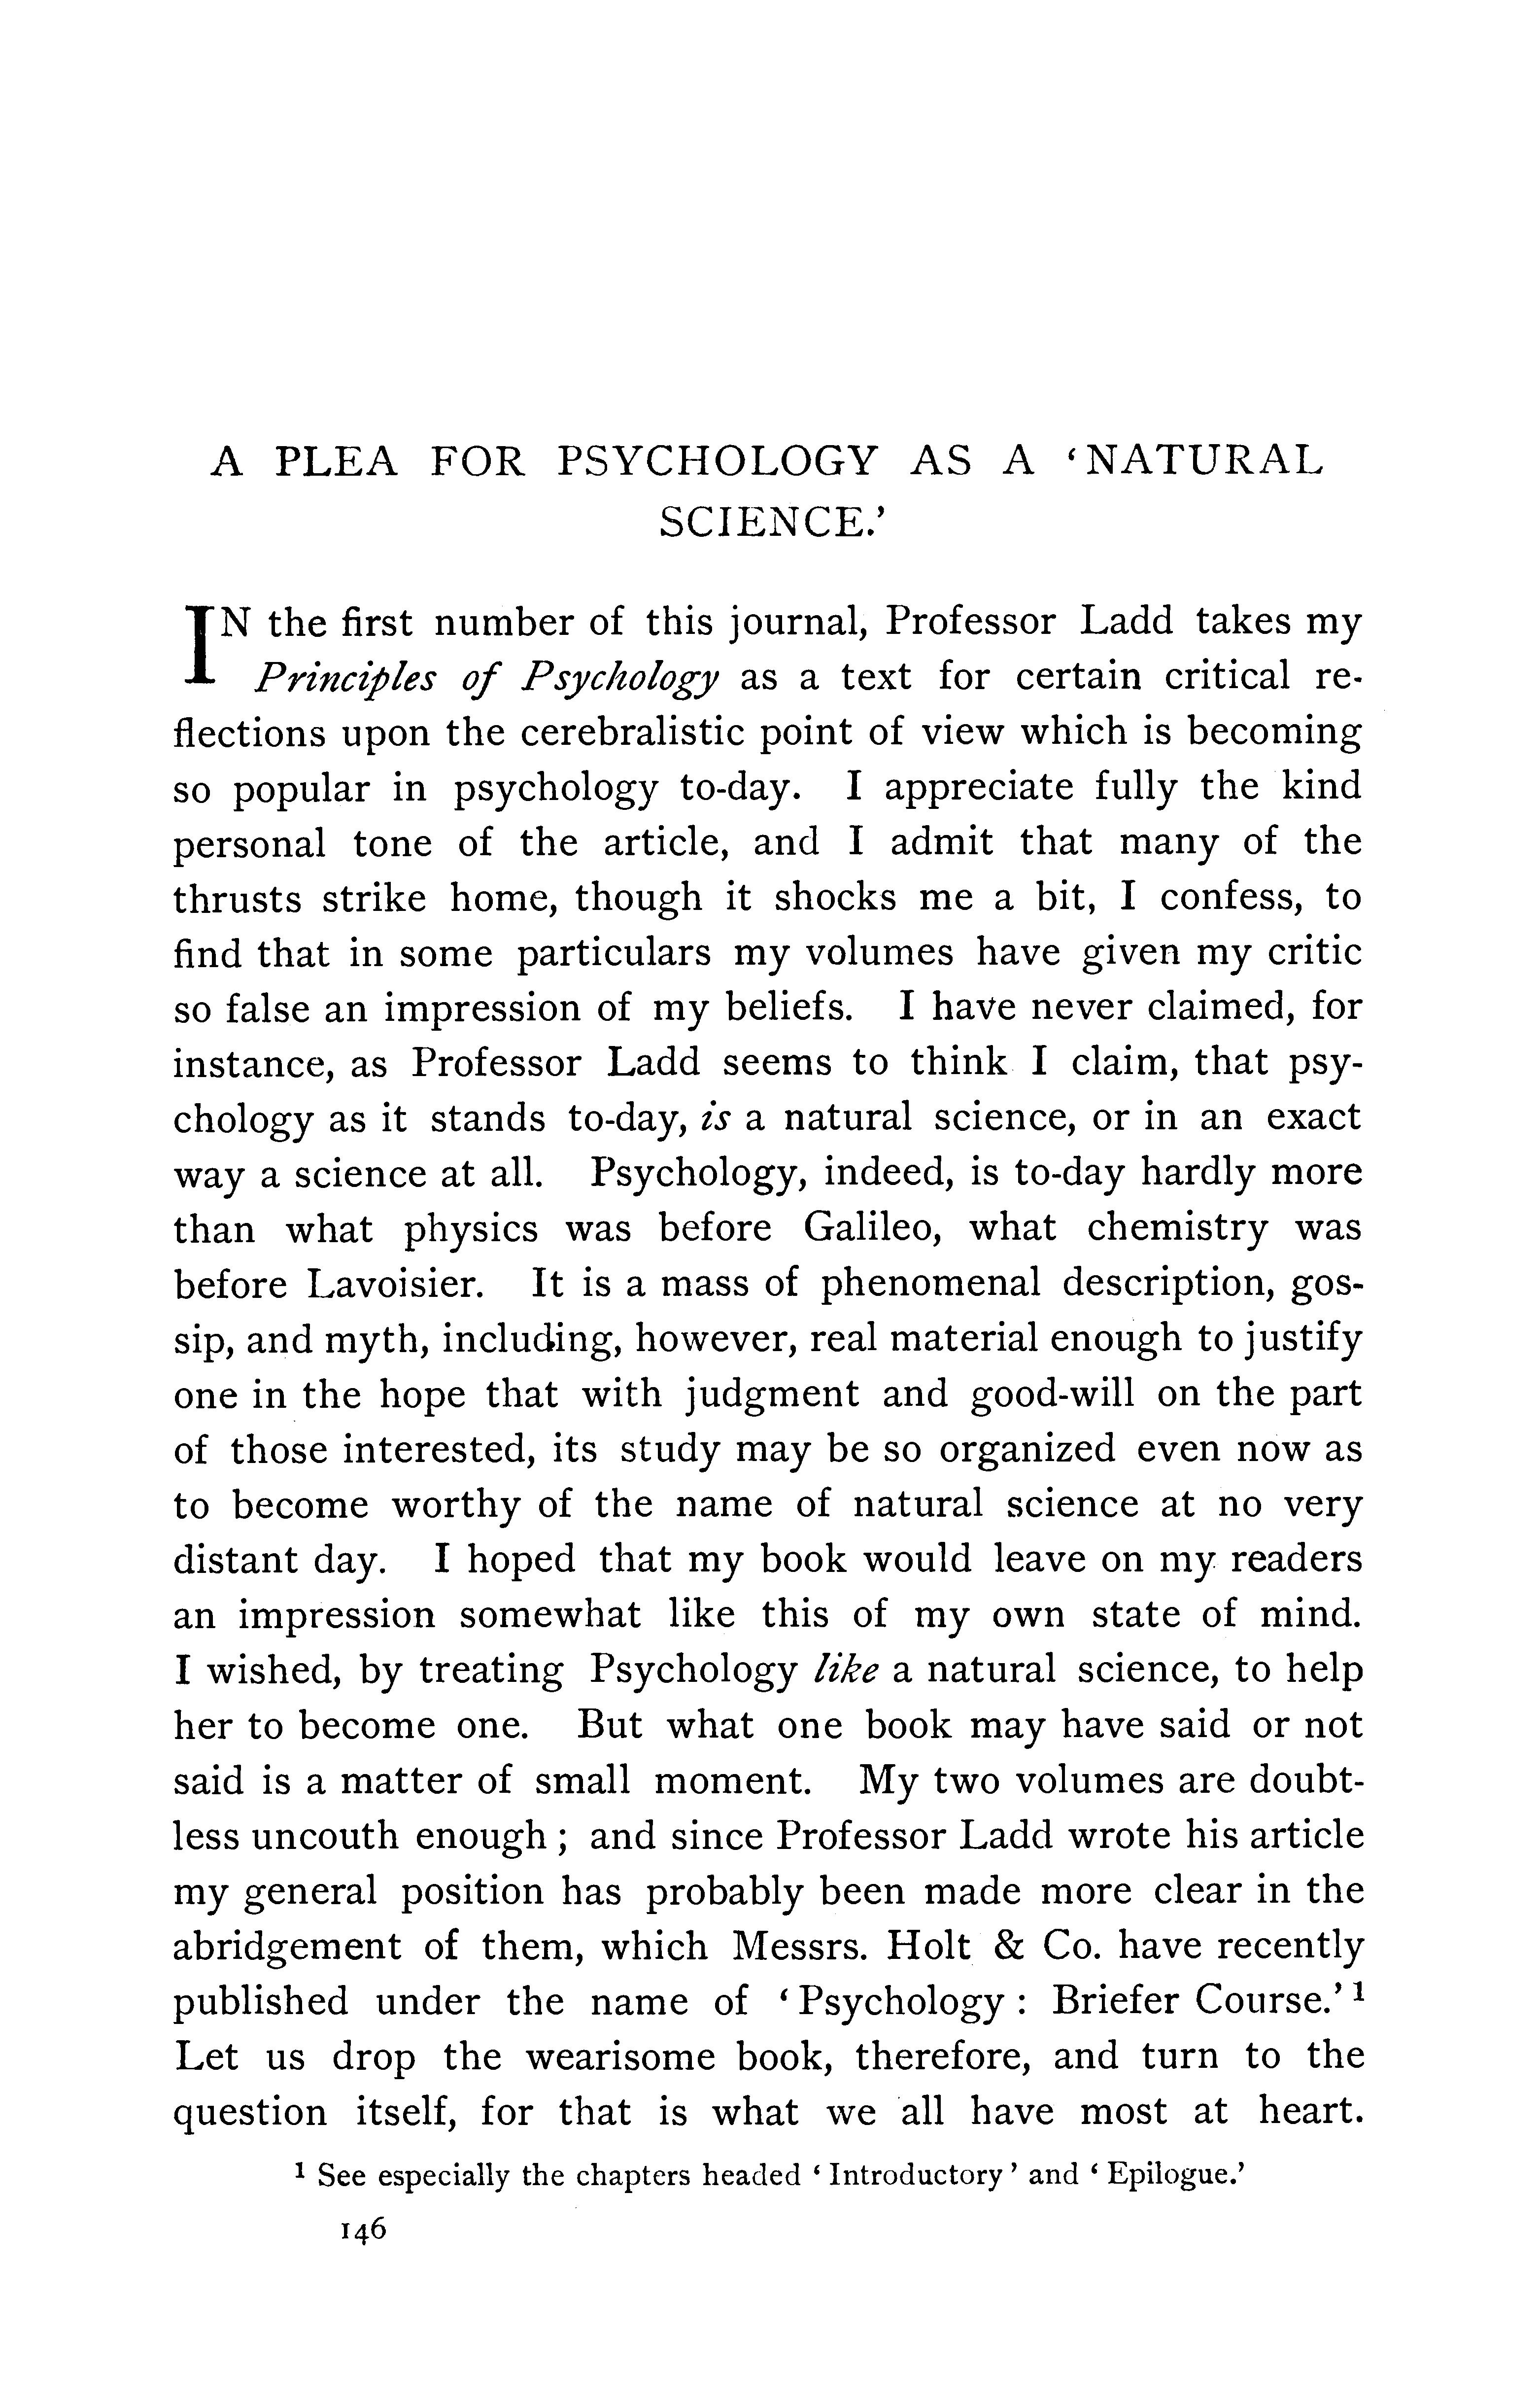 A PLEA FOR PSYCHOLOGY AS A ‘NATURAL
SCIENCE.’
IN the first number of this journal, Professor Ladd takes my
Principles of Psychology as a text for certain critical re-
flections upon the cerebralistic point of view which is becoming
so popular in psychology to-day. I appreciate fully the kind
personal tone of the article, and I admit that many of the
thrusts strike home, though it shocks me a bit, I confess, to
find that in some particulars my volumes have given my critic
so false an impression of my beliefs. I have never claimed, for
instance, as Professor Ladd seems to think I claim, that psy-
chology as it stands to-day, is a natural science, or in an exact
way a science at all. Psychology, indeed, is to-day hardly more
than what physics was before Galileo, what chemistry was
before Lavoisier. It is a mass of phenomenal description, gos-
sip, and myth, including, however, real material enough to justify
one in the hope that with judgment and good-will on the part
of those interested, its study may be so organized even now as
to become worthy of the name of natural science at no very
distant day. I hoped that my book would leave on my readers
an impression somewhat like this of my own state of mind.
I wished, by treating Psychology like a natural science, to help
her to become one. But what one book may have said or not
said is a matter of small moment. My two volumes are doubt-
less uncouth enough ; and since Professor Ladd wrote his article
my general position has probably been made more clear in the
abridgement of them, which Messrs. Holt & Co. have recently
published under the name of ‘Psychology : Briefer Course.’ 1
Let us drop the wearisome book, therefore, and turn to the
question itself, for that is what we all have most at heart.
1 See especially the chapters headed ‘Introductory’ and ‘Epilogue.’
146